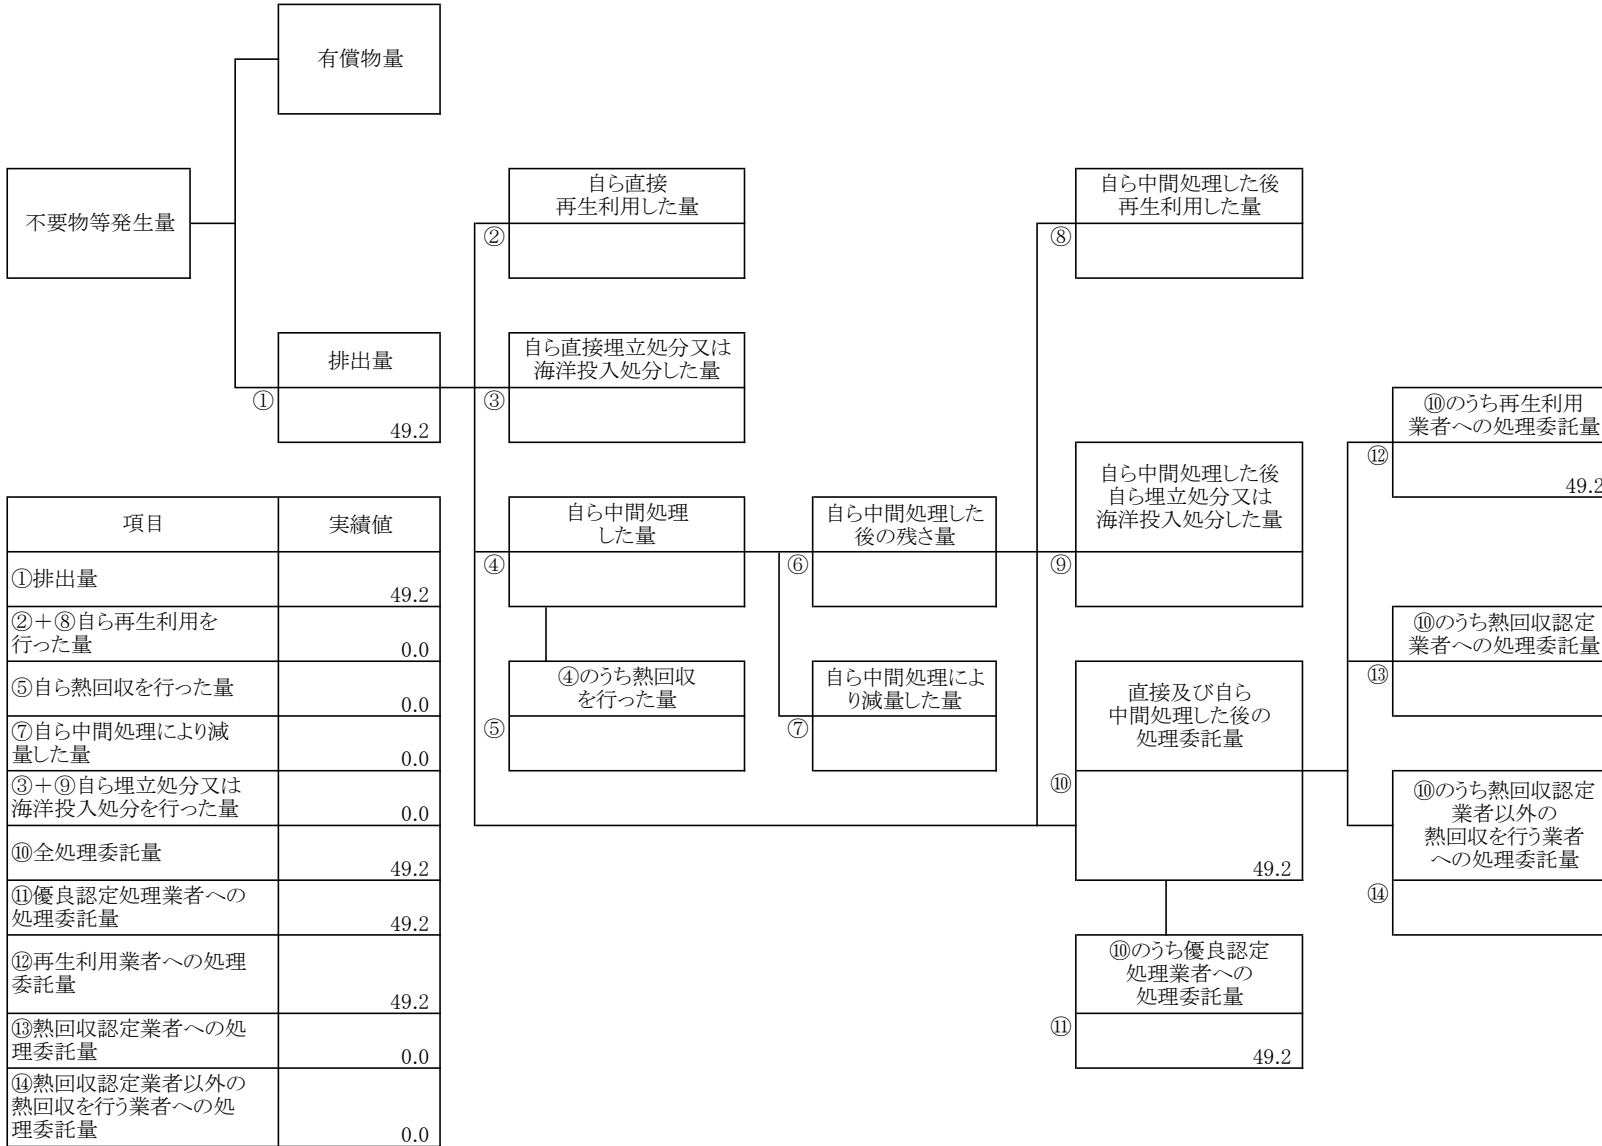 有償物量
不要物等発生量
自ら直接
再生利用した量
②
自ら中間処理した後
再生利用した量
⑧
排出量
①
49.2
自ら直接埋立処分又は
海洋投入処分した量
③
⑩のうち再生利用
業者への処理委託量
⑫
49.2
自ら中間処理
した量
④
自ら中間処理した
後の残さ量
⑥
自ら中間処理した後
自ら埋立処分又は
海洋投入処分した量
⑨
④のうち熱回収
を行った量
⑤
自ら中間処理によ
り減量した量
⑦
直接及び自ら
中間処理した後の
処理委託量
⑩
49.2
⑩のうち熱回収認定
業者への処理委託量
⑬
⑩のうち熱回収認定
業者以外の
熱回収を行う業者
への処理委託量
⑭
⑩のうち優良認定
処理業者への
処理委託量
⑪
49.2
項目 実績値
①排出量
49.2
②+⑧自ら再生利用を
行った量
0.0
⑤自ら熱回収を行った量
0.0
⑦自ら中間処理により減
量した量
0.0
③+⑨自ら埋立処分又は
海洋投入処分を行った量
0.0
⑩全処理委託量
49.2
⑪優良認定処理業者への
処理委託量
49.2
⑫再生利用業者への処理
委託量
49.2
⑬熱回収認定業者への処
理委託量
0.0
⑭熱回収認定業者以外の
熱回収を行う業者への処
理委託量
0.0